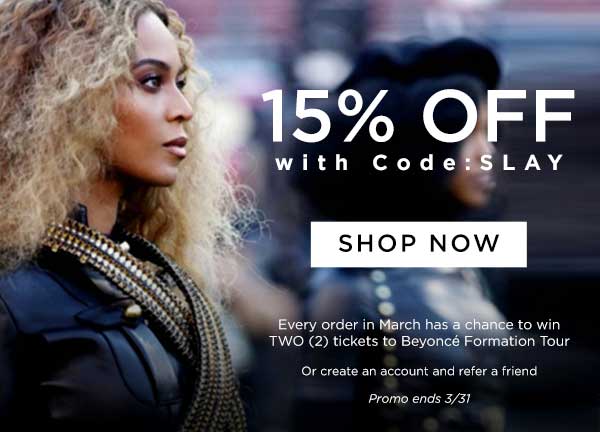 15% OFF
with Code:SLAY
SHOP NOW
Every order in March has a chance to win
TWO (2) tickets to Beyoncé Formation Tour
Or create an account and refer a friend
Promo ends 3/31